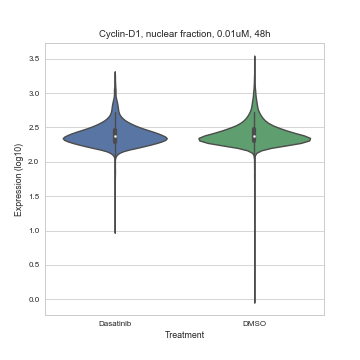 Cyclin-D1, nuclear fraction, 0.01uM, 48h
3.5
3.0
2.5
2.0
1.5
1.0
0.5
0.0
Expression (log10)
Dasatinib
DMSO
Treatment